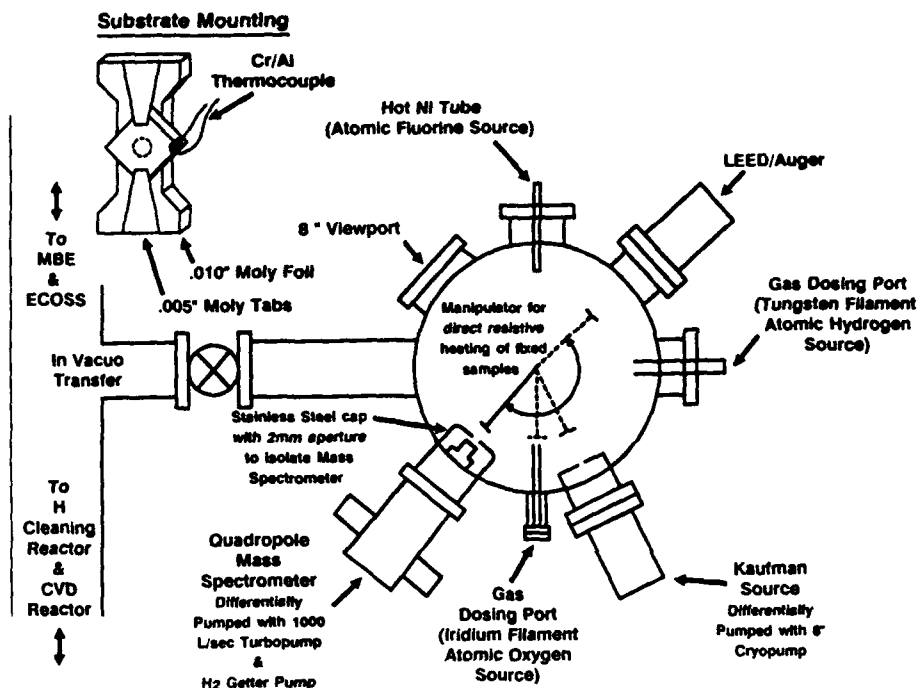 Substrate Mounting
Cr/Al
Thermocouple
.010" Moly Foil
.005" Moly Tabs
To
MBE
&
ECOSS
In Vacuo
Transfer
To
H
Cleaning
Reactor
&
CVD
Reactor
Hot Ni Tube
(Atomic Fluorine Source)
LEED/Auger
8 " Viewport
Gas Dosing Port
(Tungsten Filament
Atomic Hydrogen
Source)
Manipulator for
direct resistive
heating of fixed
samples
Stainless Steel cap
with 2mm aperture
to Isolate Mass
Spectrometer
Quadropole
Mass
Spectrometer
Differentially
Pumped with 1000
L/sec Turbopump
&
H2 Getter Pump
Gas
Dosing Port
(Iridium Filament
Atomic Oxygen
Source)
Kaufman
Source
Differentially
Pumped with 6"
Cryopump